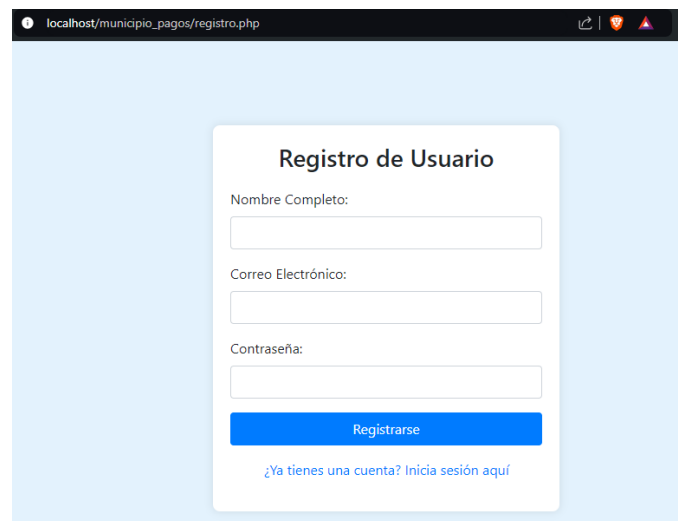 localhost/municipio_pagos/registro.php
Registro de Usuario
Nombre Completo:
Correo Electrónico:
Contraseña:
Registrarse
¿Ya tienes una cuenta? Inicia sesión aquí